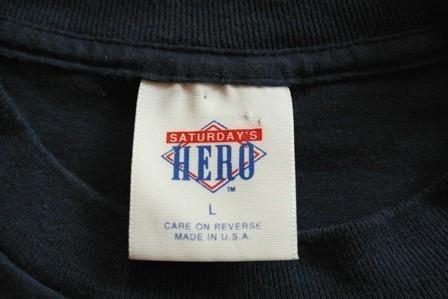 SATURDAY'S
HERO
TM
L
CARE ON REVERSE
MADE IN U.S.A.